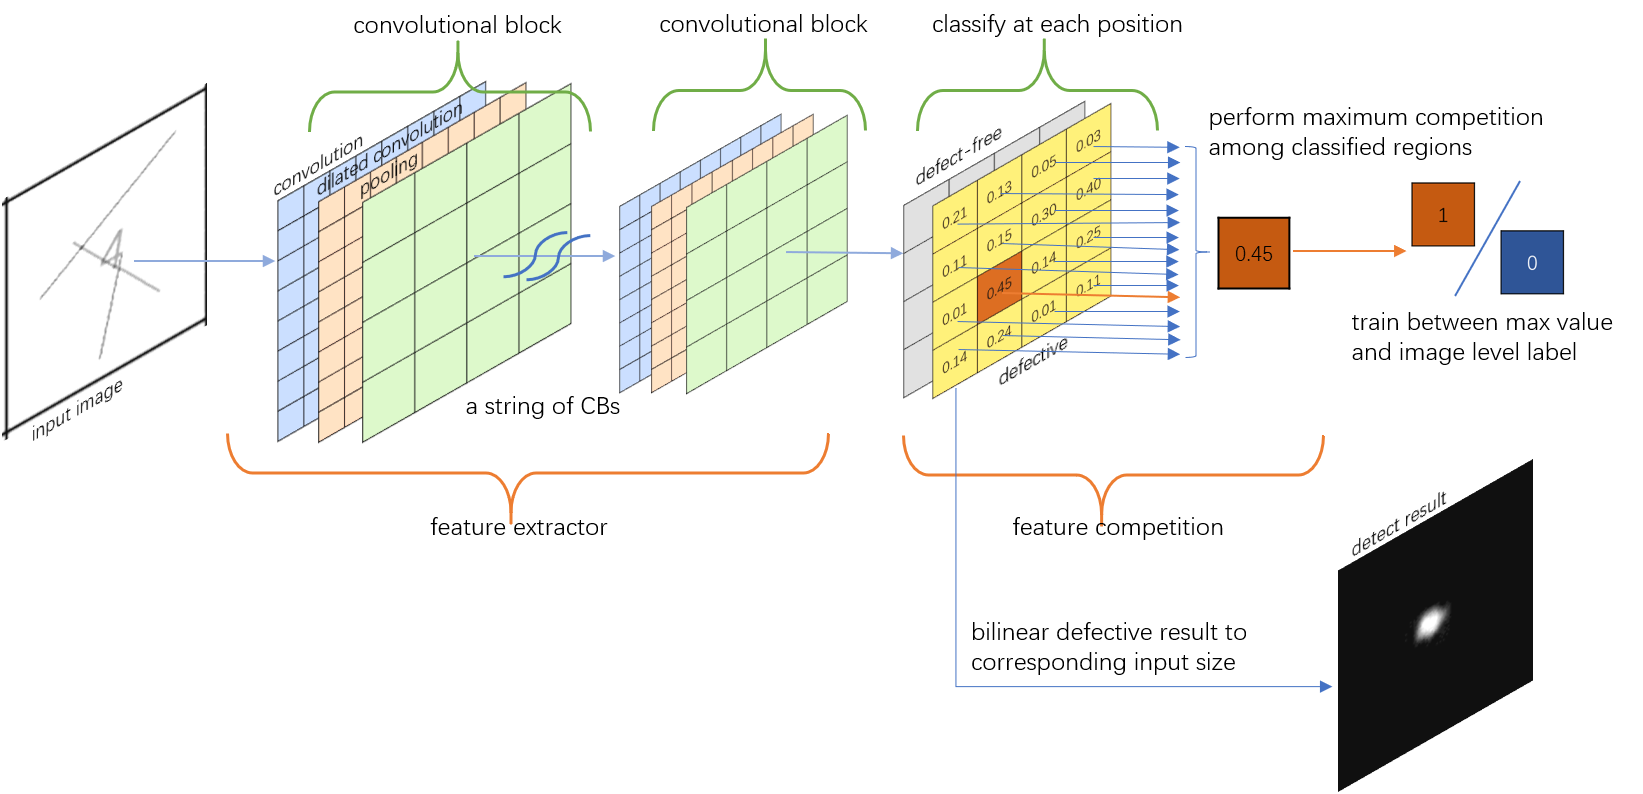 convolutional block
convolutional block
classify at each position
convolution
dilated convolution
pooling
defect-free
perform maximum competition
among classified regions
0.21 0.13 0.05 0.03
0.11 0.15 0.30 0.40
0.01 0.45 0.14 0.25
0.14 0.24 0.01 0.11
defective
0.45
1
0
train between max value
and image level label
4
input image
a string of CBs
feature extractor
feature competition
detect result
bilinear defective result to
corresponding input size